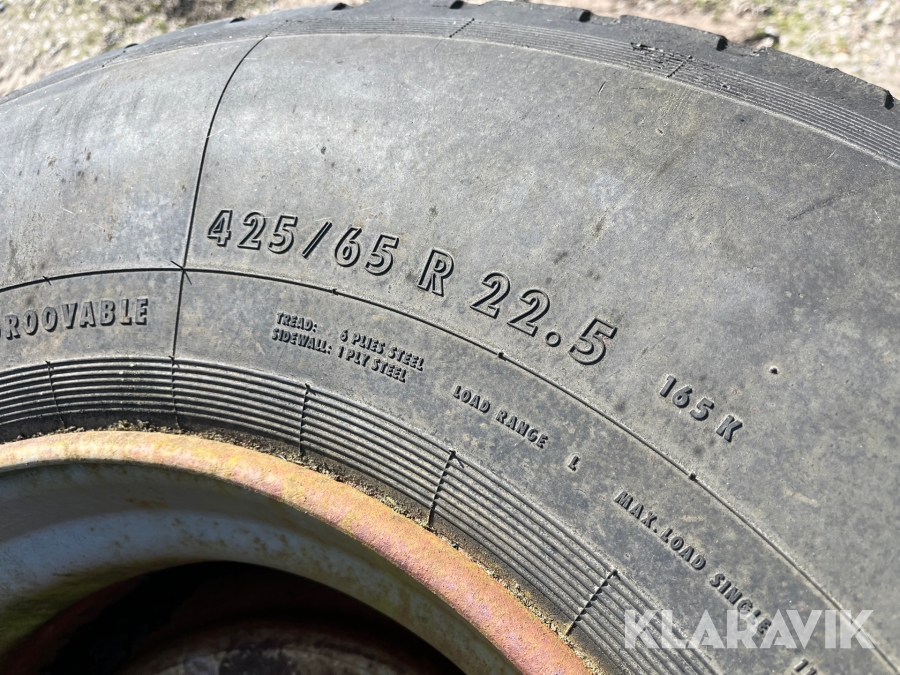 425/65 R 22.5
165 K
TREAD: 6 PLIES STEEL
SIDEWALL: 1 PLY STEEL
LOAD RANGE L
MAX. LOAD SINGLE
KLARAVIK